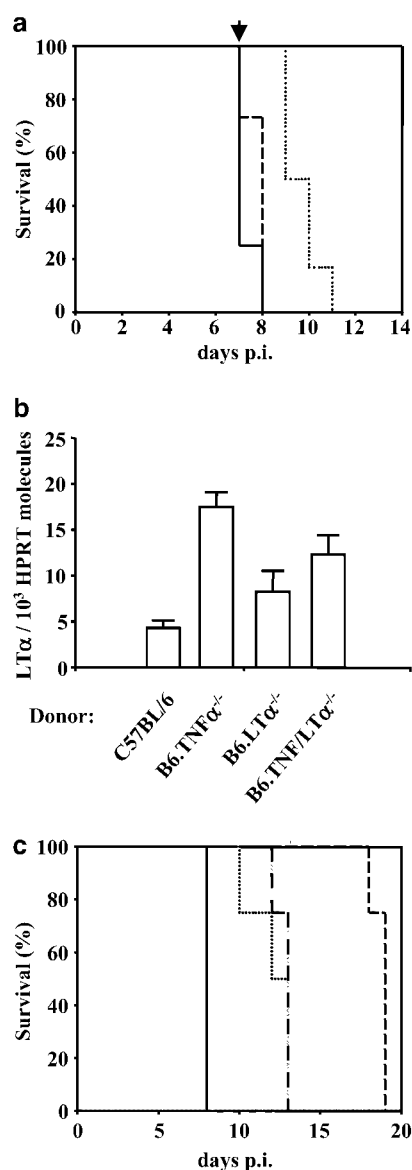 a
100
80
60
40
20
0
Survival (%)
0 2 4 6 8 10 12 14
days p.i.
b
25
20
15
10
5
0
LTα / 10³ HPRT molecules
Donor:
C57BL/6
B6.TNFα⁻/⁻
B6.LTα⁻/⁻
B6.TNF/LTα⁻/⁻
c
100
80
60
40
20
0
Survival (%)
0 5 10 15 20
days p.i.